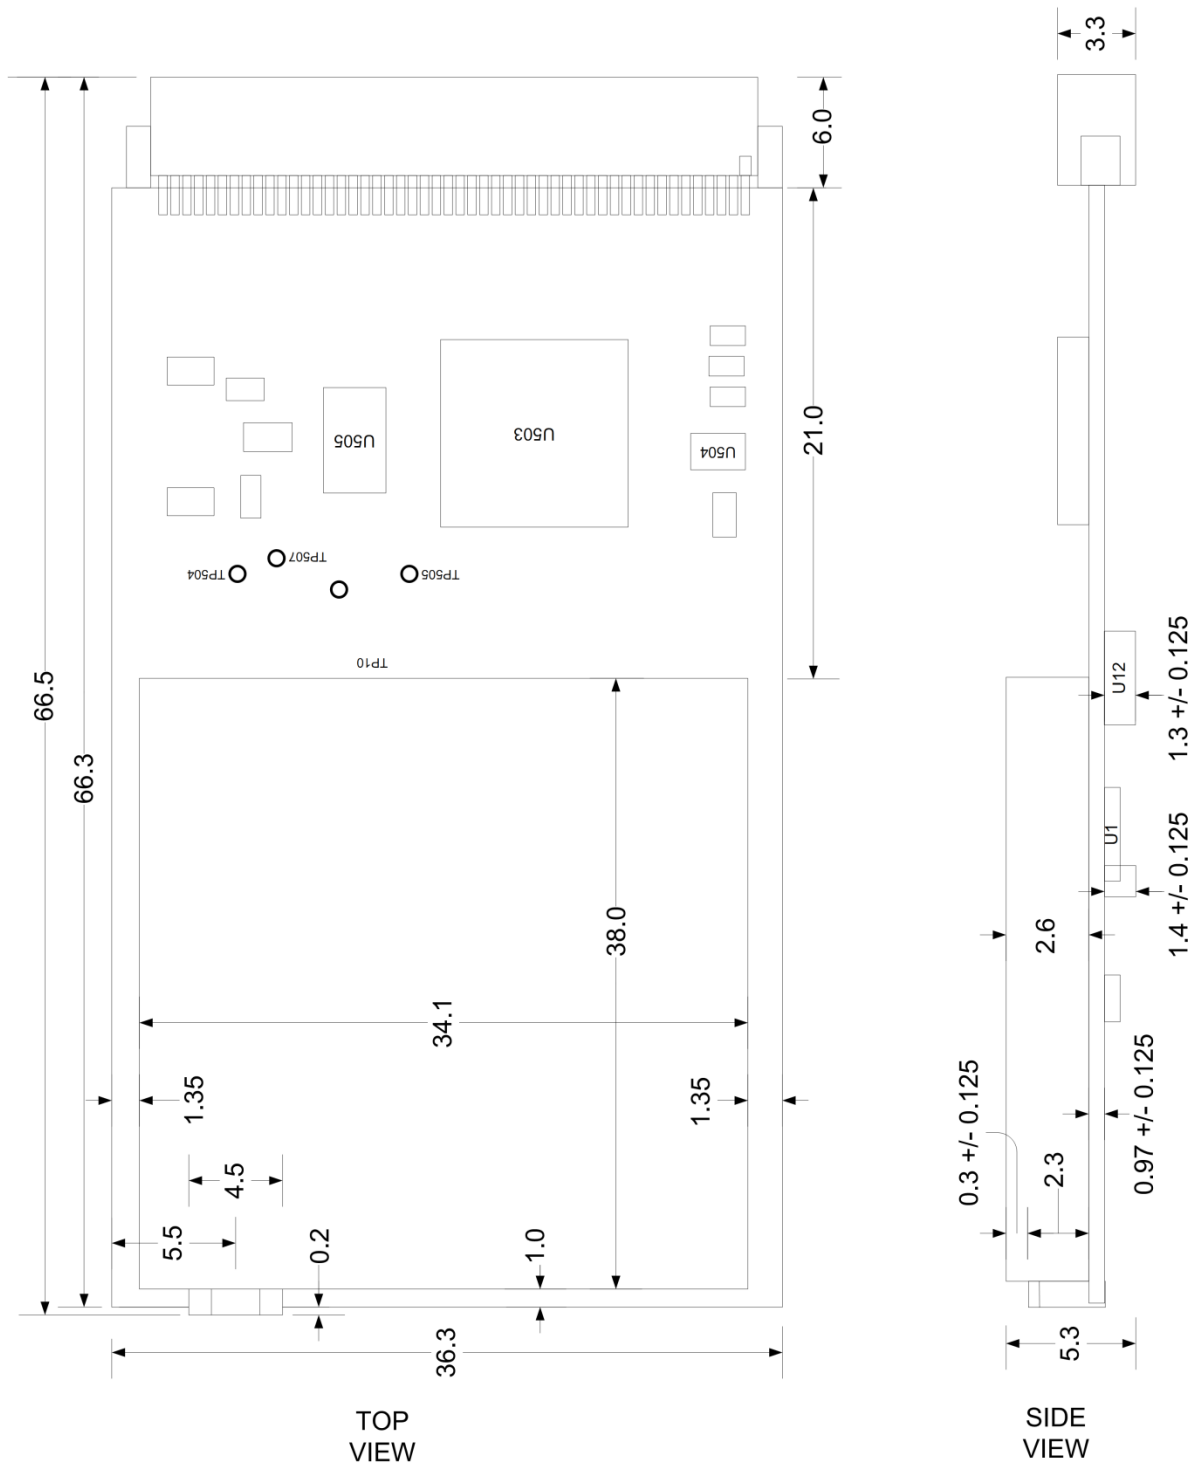 3.3
6.0
21.0
U505
U503
U504
TP507
TP504
TP505
TP10
66.5
66.3
U12
1.3 +/- 0.125
U1
1.4 +/- 0.125
38.0
2.6
34.1
1.35
1.35
0.3 +/- 0.125
0.97 +/- 0.125
4.5
2.3
5.5
0.2
1.0
36.3
5.3
TOP
VIEW
SIDE
VIEW